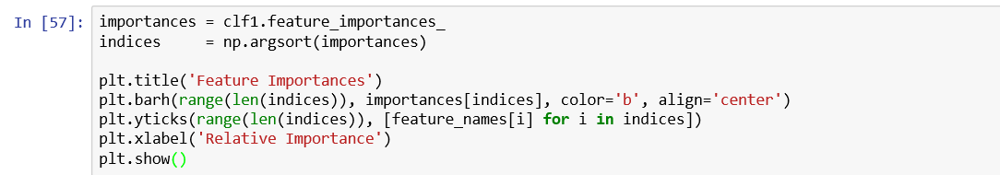 In [57]: importances = clf1.feature_importances_
indices     = np.argsort(importances)
plt.title('Feature Importances')
plt.barh(range(len(indices)), importances[indices], color='b', align='center')
plt.yticks(range(len(indices)), [feature_names[i] for i in indices])
plt.xlabel('Relative Importance')
plt.show()